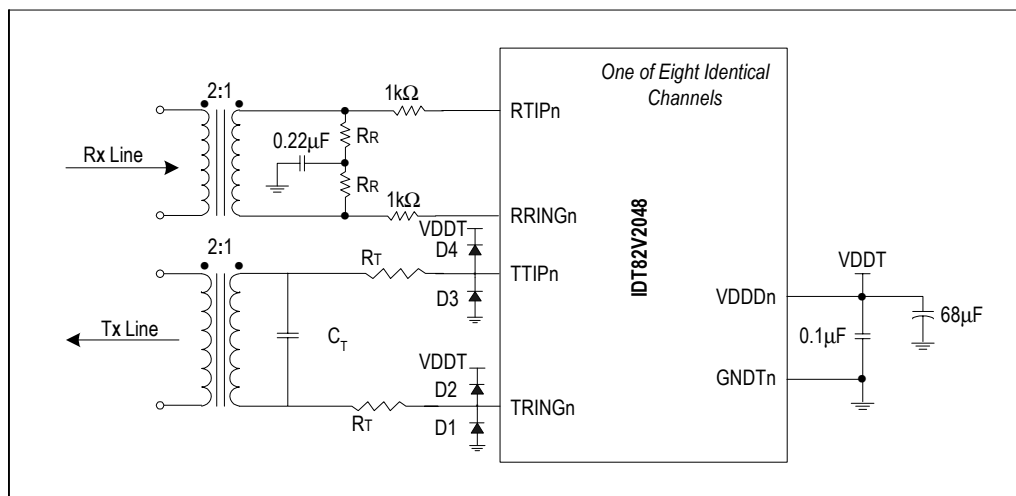 One of Eight Identical
Channels
2:1
1kΩ
RTIPn
RR
0.22μF
Rx Line
RR
1kΩ
RRINGn
VDDT
D4
2:1
RT
TTIPn
D3
IDT82V2048
VDDT
VDDDn
68μF
0.1μF
Tx Line
CT
VDDT
D2
GNDTn
TRINGn
RT
D1